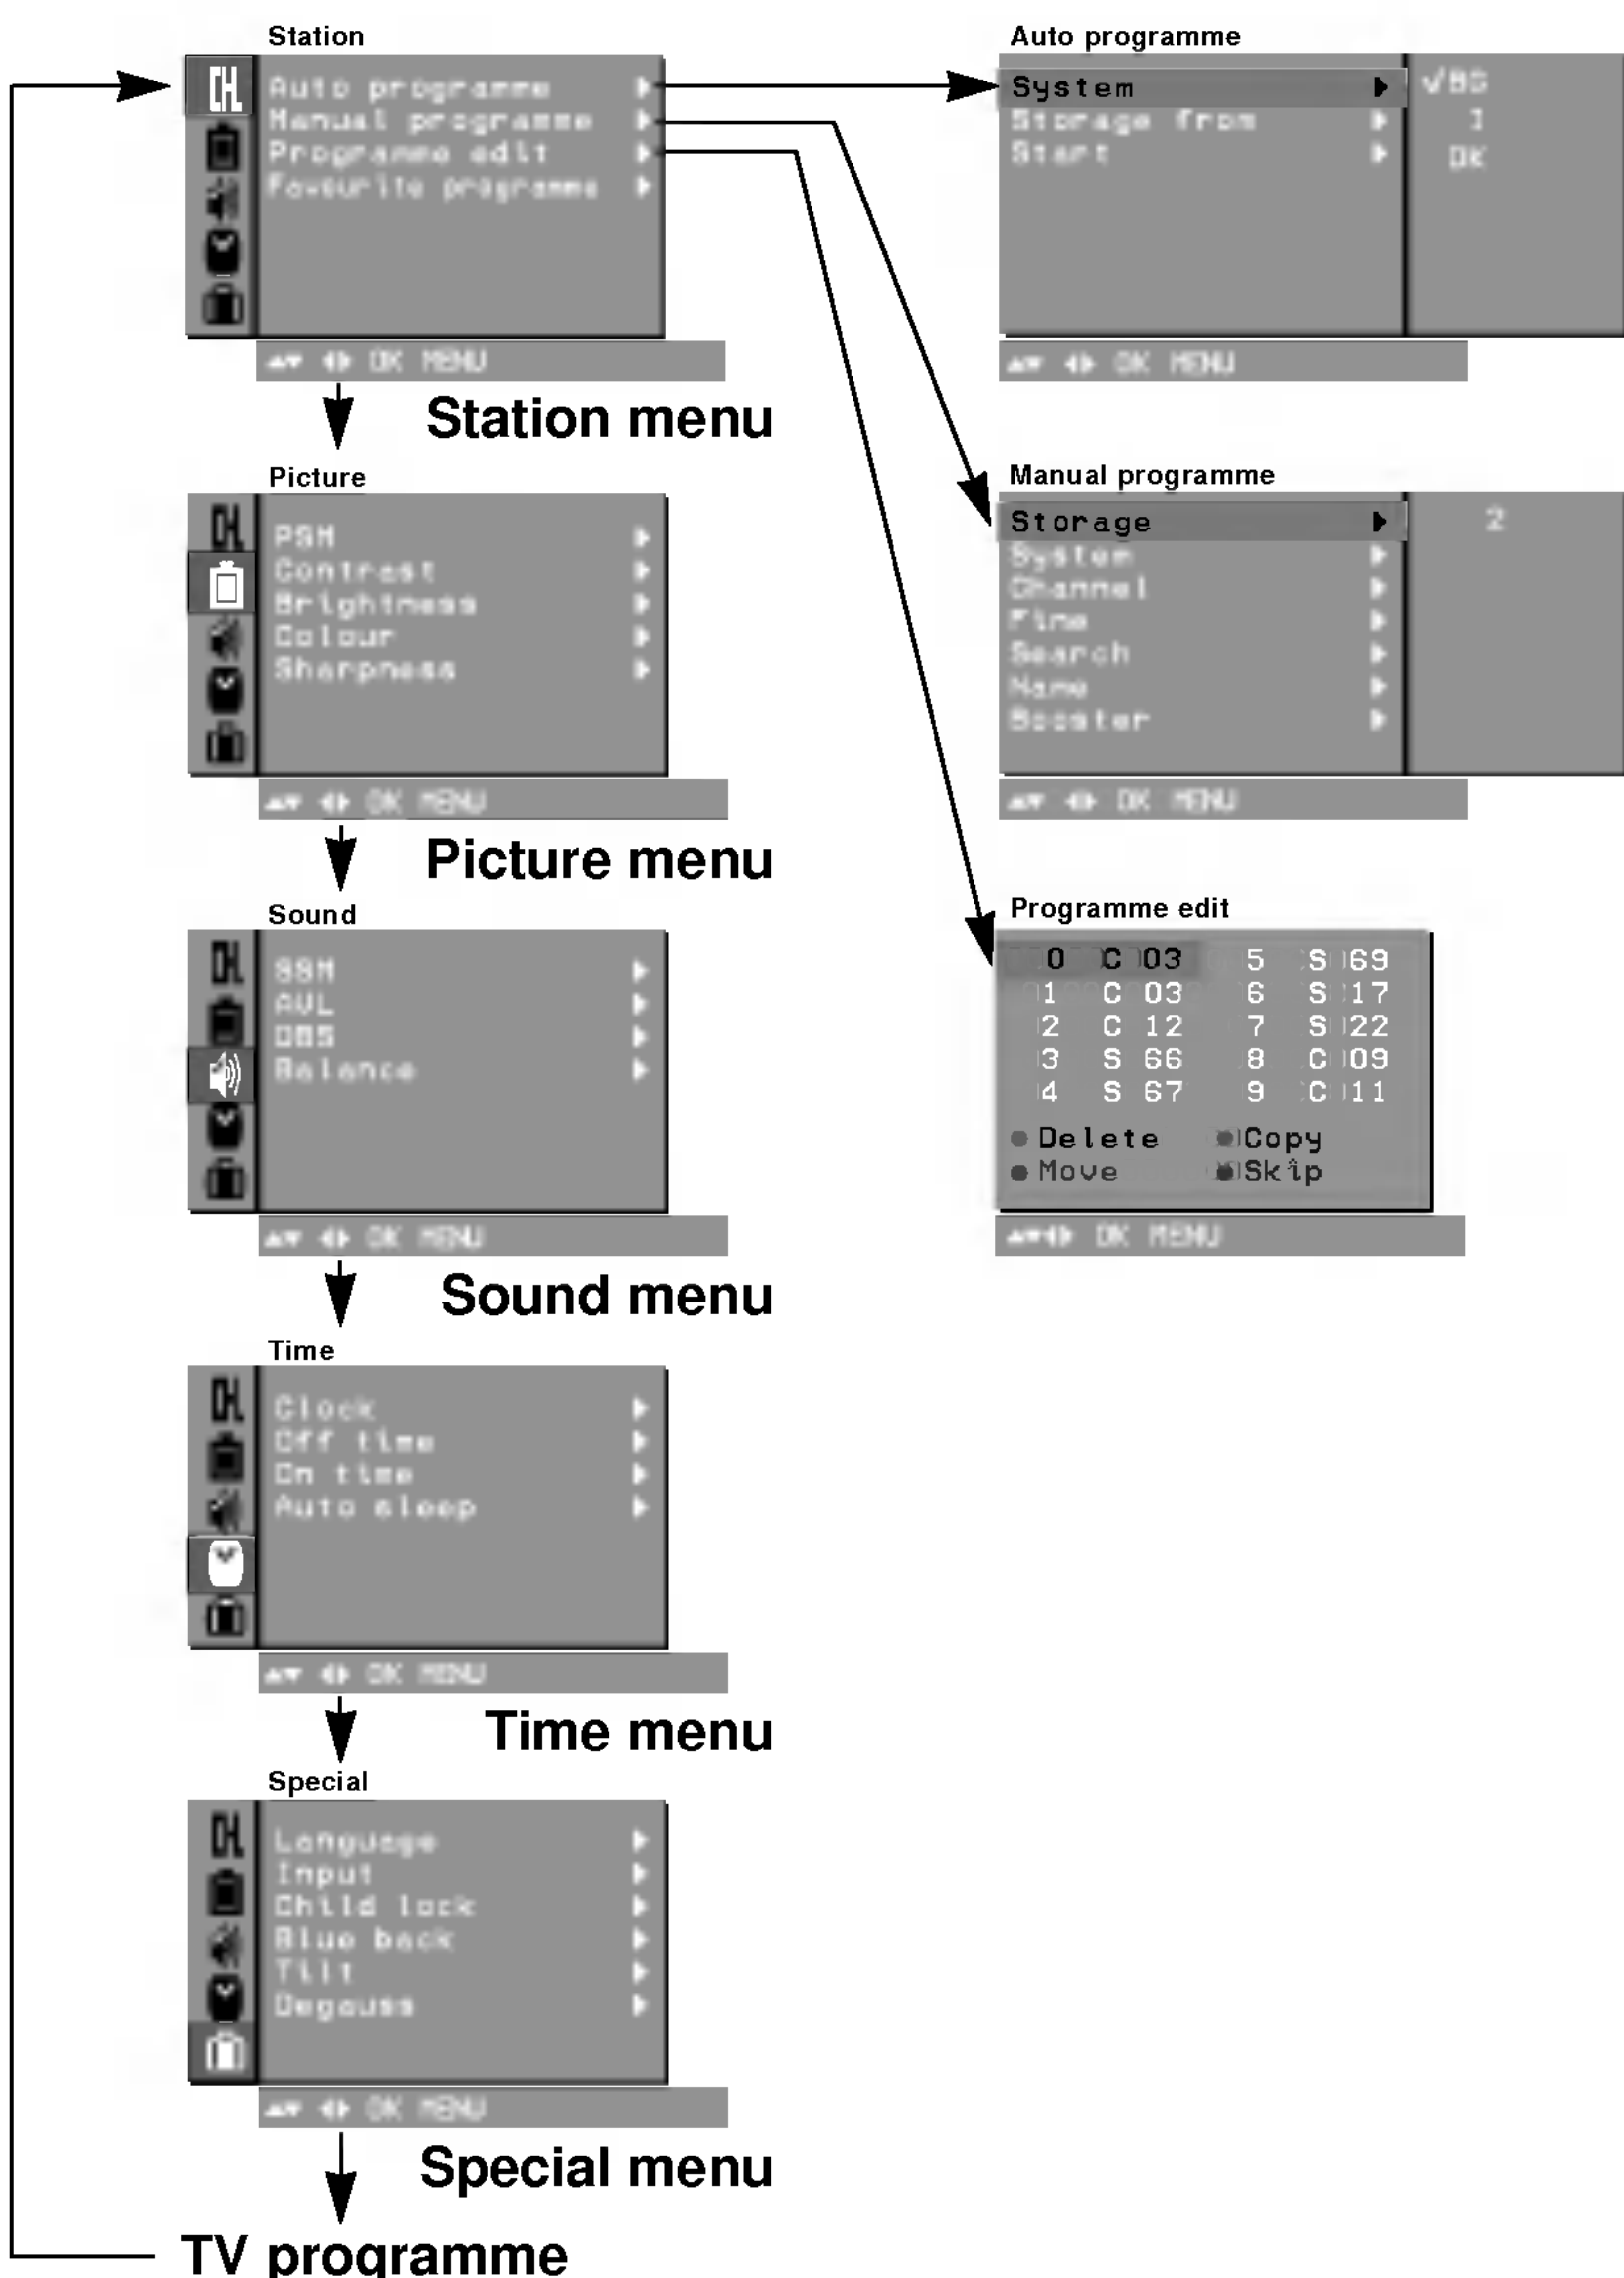 Station
CH
Auto programme
Manual programme
Programme edit
Favourite programme
OK MENU
Station menu
Auto programme
System √BG
Storage from 1
Start OK
OK MENU
Picture
CH
PSM
Contrast
Brightness
Colour
Sharpness
OK MENU
Picture menu
Manual programme
Storage 2
System
Channel
Fine
Search
Name
Booster
OK MENU
Sound
CH
SSM
AVL
DBS
Balance
OK MENU
Sound menu
Programme edit
0 C 03 5 S 69
1 C 03 6 S 17
2 C 12 7 S 22
3 S 66 8 C 09
4 S 67 9 C 11
Delete Copy
Move Skip
OK MENU
Time
CH
Clock
Off time
On time
Auto sleep
OK MENU
Time menu
Special
CH
Language
Input
Child lock
Blue back
Tilt
Degauss
OK MENU
Special menu
TV programme